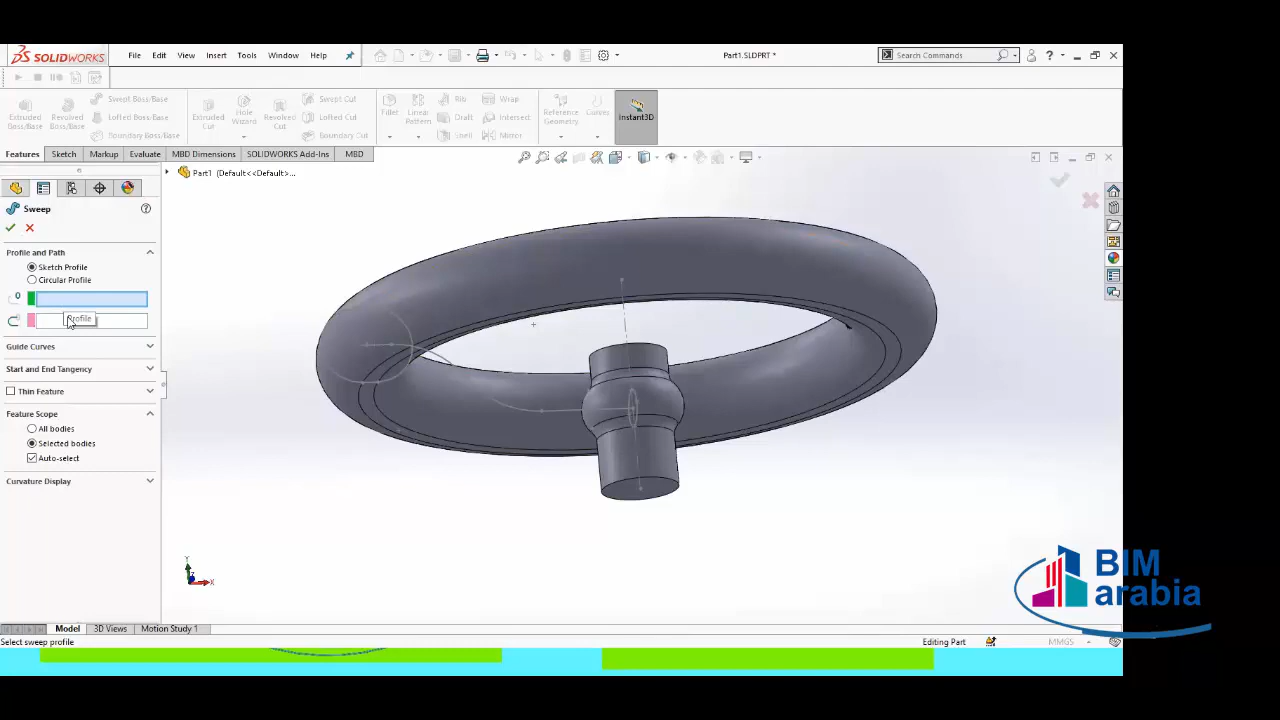 SOLIDWORKS
File Edit View Insert Tools Window Help
Part1.SLDPRT *
Search Commands
Extruded Boss/Base
Revolved Boss/Base
Swept Boss/Base
Lofted Boss/Base
Boundary Boss/Base
Extruded Cut
Hole Wizard
Revolved Cut
Swept Cut
Lofted Cut
Boundary Cut
Fillet
Linear Pattern
Rib
Draft
Shell
Wrap
Intersect
Mirror
Reference Geometry
Curves
Instant3D
Features Sketch Markup Evaluate MBD Dimensions SOLIDWORKS Add-Ins MBD
Part1 (Default<<Default>...
Sweep
Profile and Path
Sketch Profile
Circular Profile
Profile
Guide Curves
Start and End Tangency
Thin Feature
Feature Scope
All bodies
Selected bodies
Auto-select
Curvature Display
Y
X
Model 3D Views Motion Study 1
Select sweep profile
Editing Part
MMGS
BIM
arabia